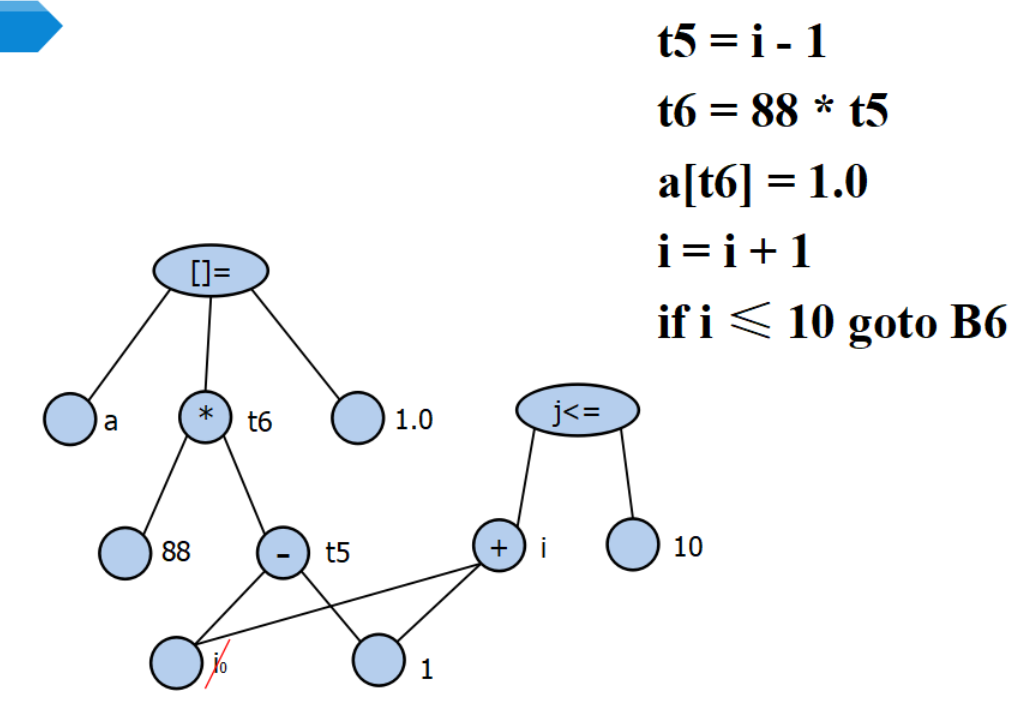 t5 = i - 1
t6 = 88 * t5
a[t6] = 1.0
i = i + 1
if i ⩽ 10 goto B6
[]=
a
* t6
1.0
j<=
88
- t5
+ i
10
i₀
1